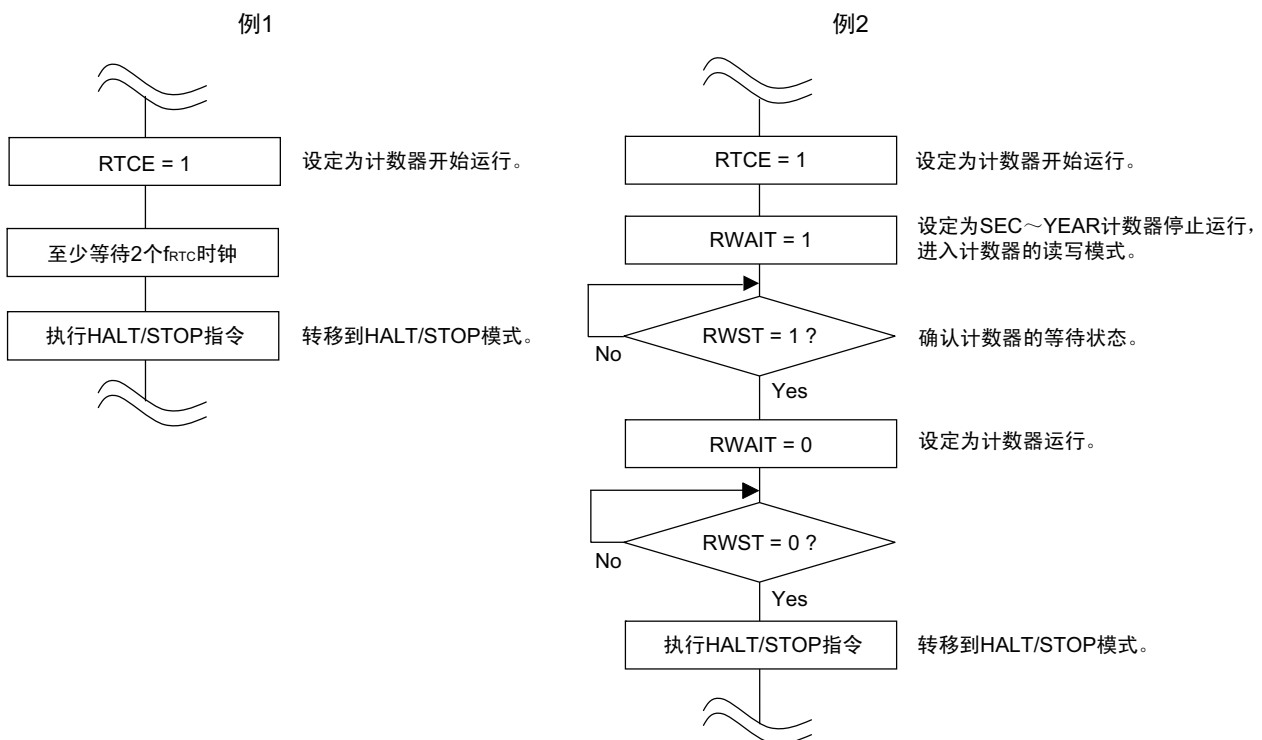 例1
RTCE = 1
设定为计数器开始运行。
至少等待2个fRTC时钟
执行HALT/STOP指令
转移到HALT/STOP模式。
例2
RTCE = 1
设定为计数器开始运行。
RWAIT = 1
设定为SEC～YEAR计数器停止运行，
进入计数器的读写模式。
RWST = 1 ?
确认计数器的等待状态。
No
Yes
RWAIT = 0
设定为计数器运行。
RWST = 0 ?
No
Yes
执行HALT/STOP指令
转移到HALT/STOP模式。